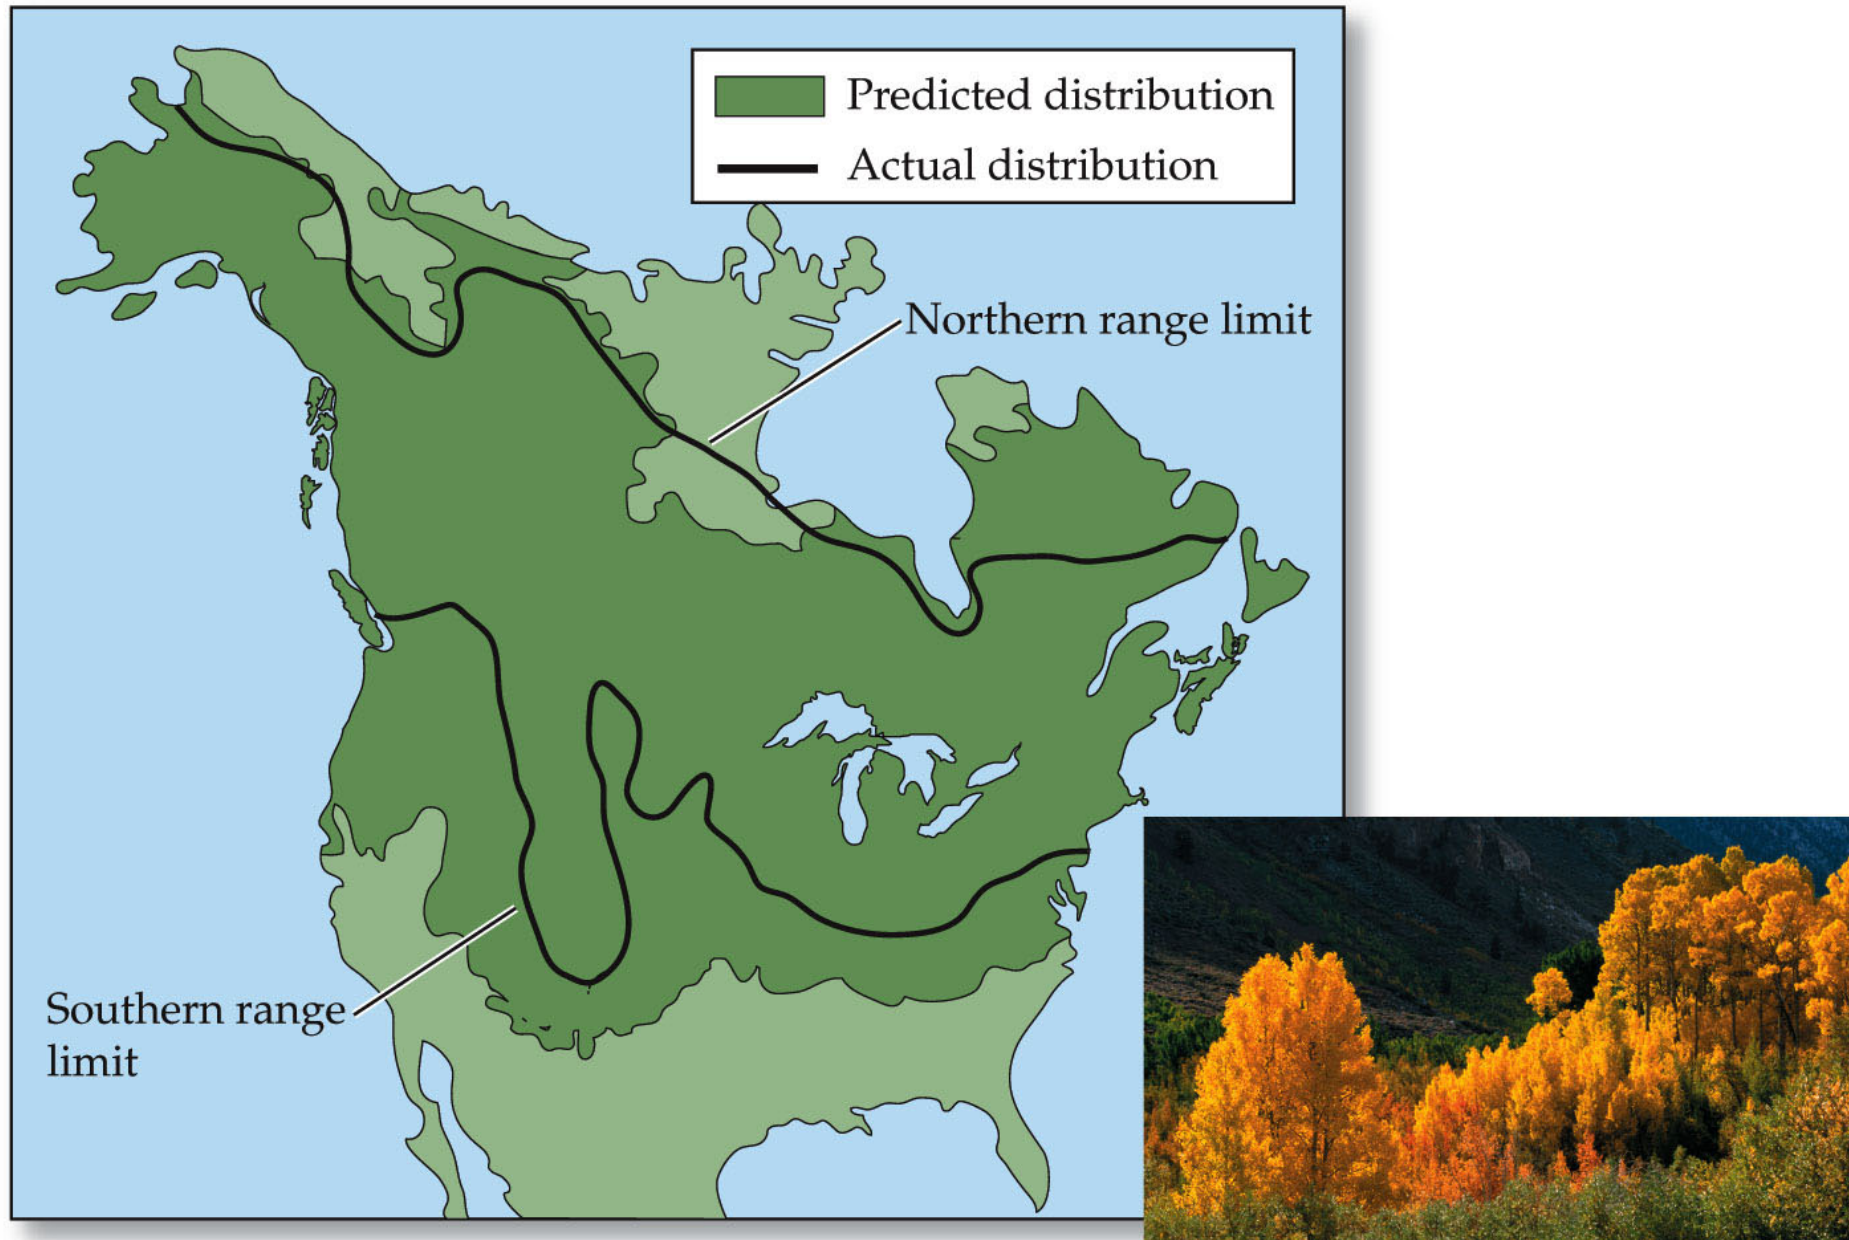 Predicted distribution
Actual distribution
Northern range limit
Southern range
limit